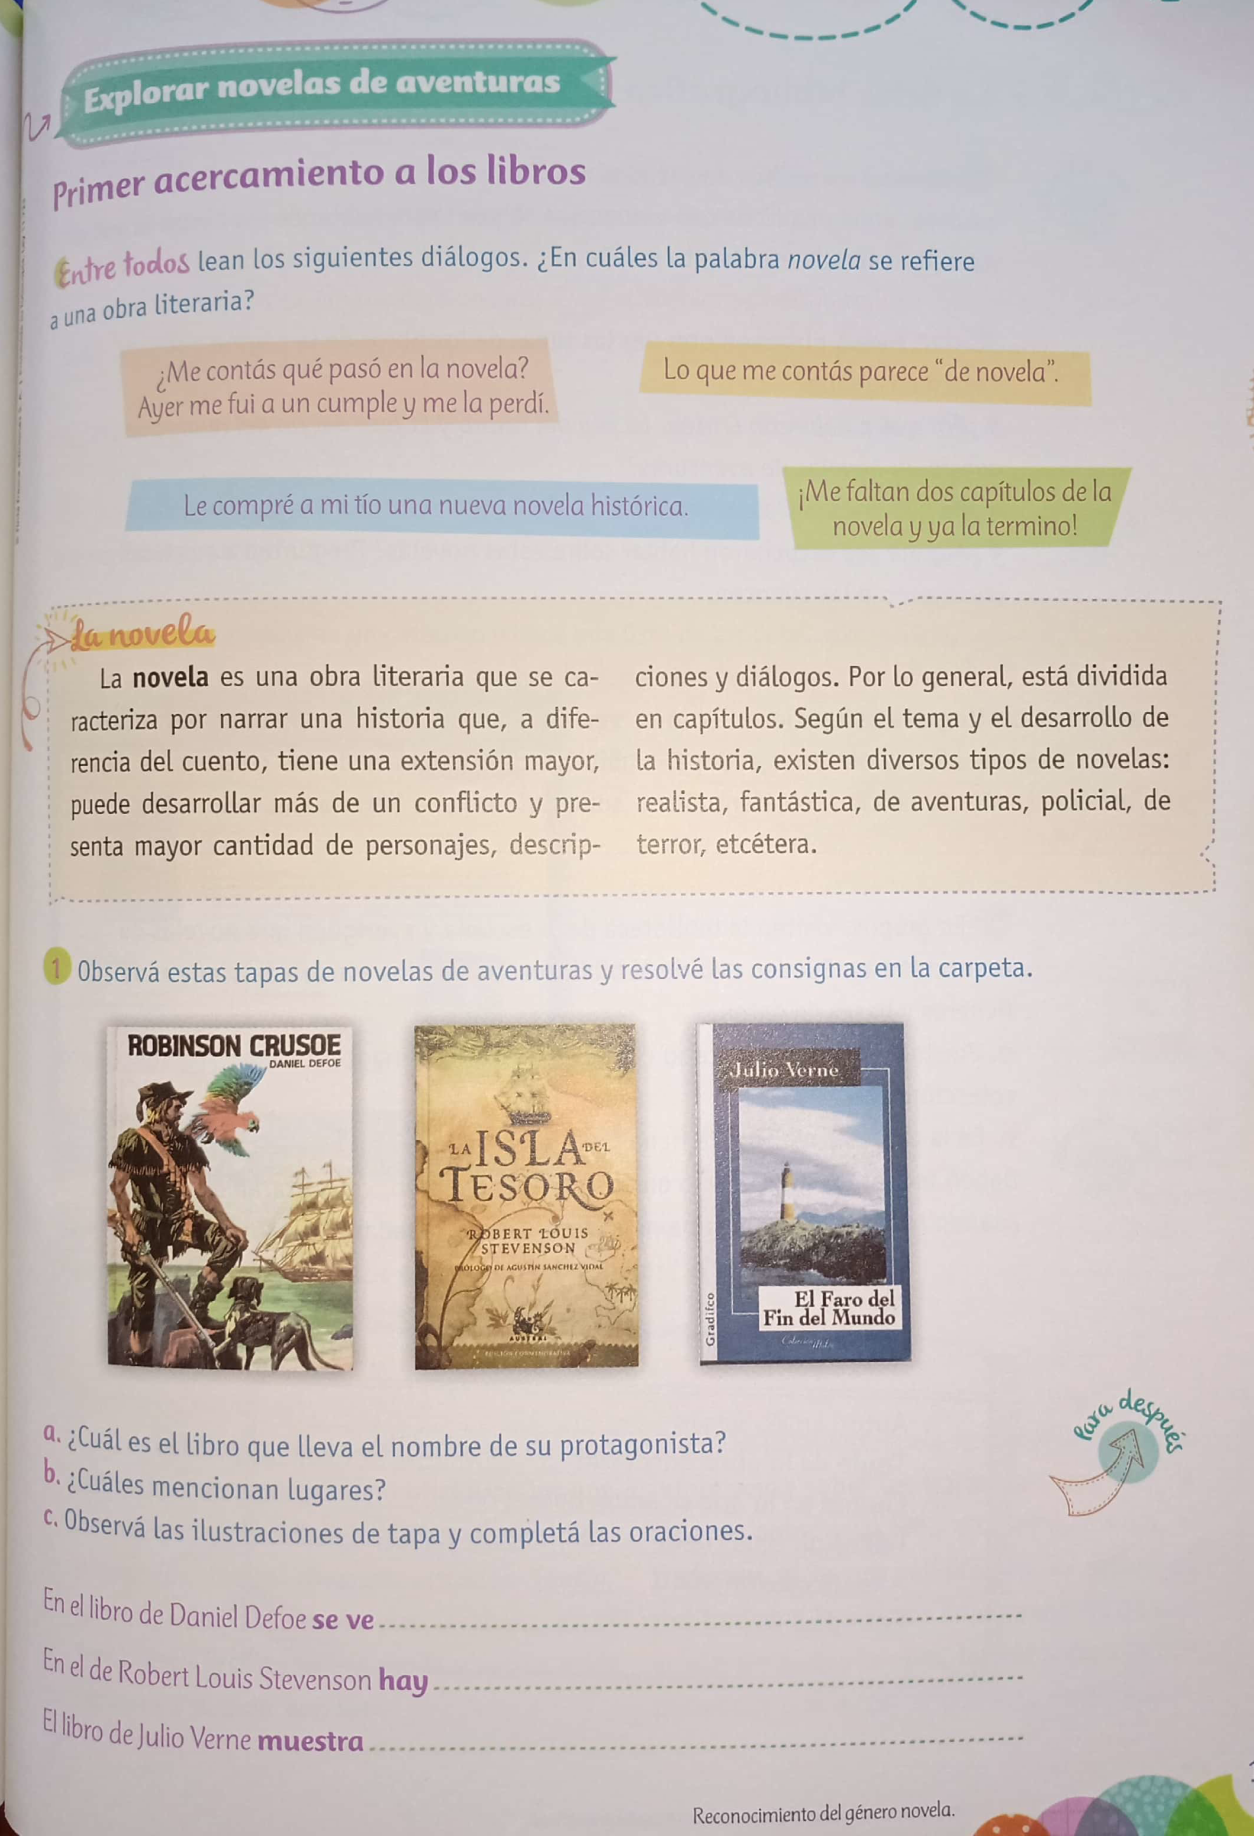 Explorar novelas de aventuras
Primer acercamiento a los libros
Entre todos lean los siguientes diálogos. ¿En cuáles la palabra novela se refiere
a una obra literaria?
¿Me contás qué pasó en la novela?
Ayer me fui a un cumple y me la perdí.
Lo que me contás parece “de novela”.
Le compré a mi tío una nueva novela histórica.
¡Me faltan dos capítulos de la
novela y ya la termino!
La novela
La novela es una obra literaria que se ca-
racteriza por narrar una historia que, a dife-
rencia del cuento, tiene una extensión mayor,
puede desarrollar más de un conflicto y pre-
senta mayor cantidad de personajes, descrip-
ciones y diálogos. Por lo general, está dividida
en capítulos. Según el tema y el desarrollo de
la historia, existen diversos tipos de novelas:
realista, fantástica, de aventuras, policial, de
terror, etcétera.
1 Observá estas tapas de novelas de aventuras y resolvé las consignas en la carpeta.
ROBINSON CRUSOE
DANIEL DEFOE
LA ISLA DEL
TESORO
ROBERT LOUIS
STEVENSON
PRÓLOGO DE AGUSTÍN SÁNCHEZ VIDAL
AUSTRAL
Julio Verne
El Faro del
Fin del Mundo
Gradifco
a. ¿Cuál es el libro que lleva el nombre de su protagonista?
b. ¿Cuáles mencionan lugares?
c. Observá las ilustraciones de tapa y completá las oraciones.
Para después
En el libro de Daniel Defoe se ve
En el de Robert Louis Stevenson hay
El libro de Julio Verne muestra
Reconocimiento del género novela.